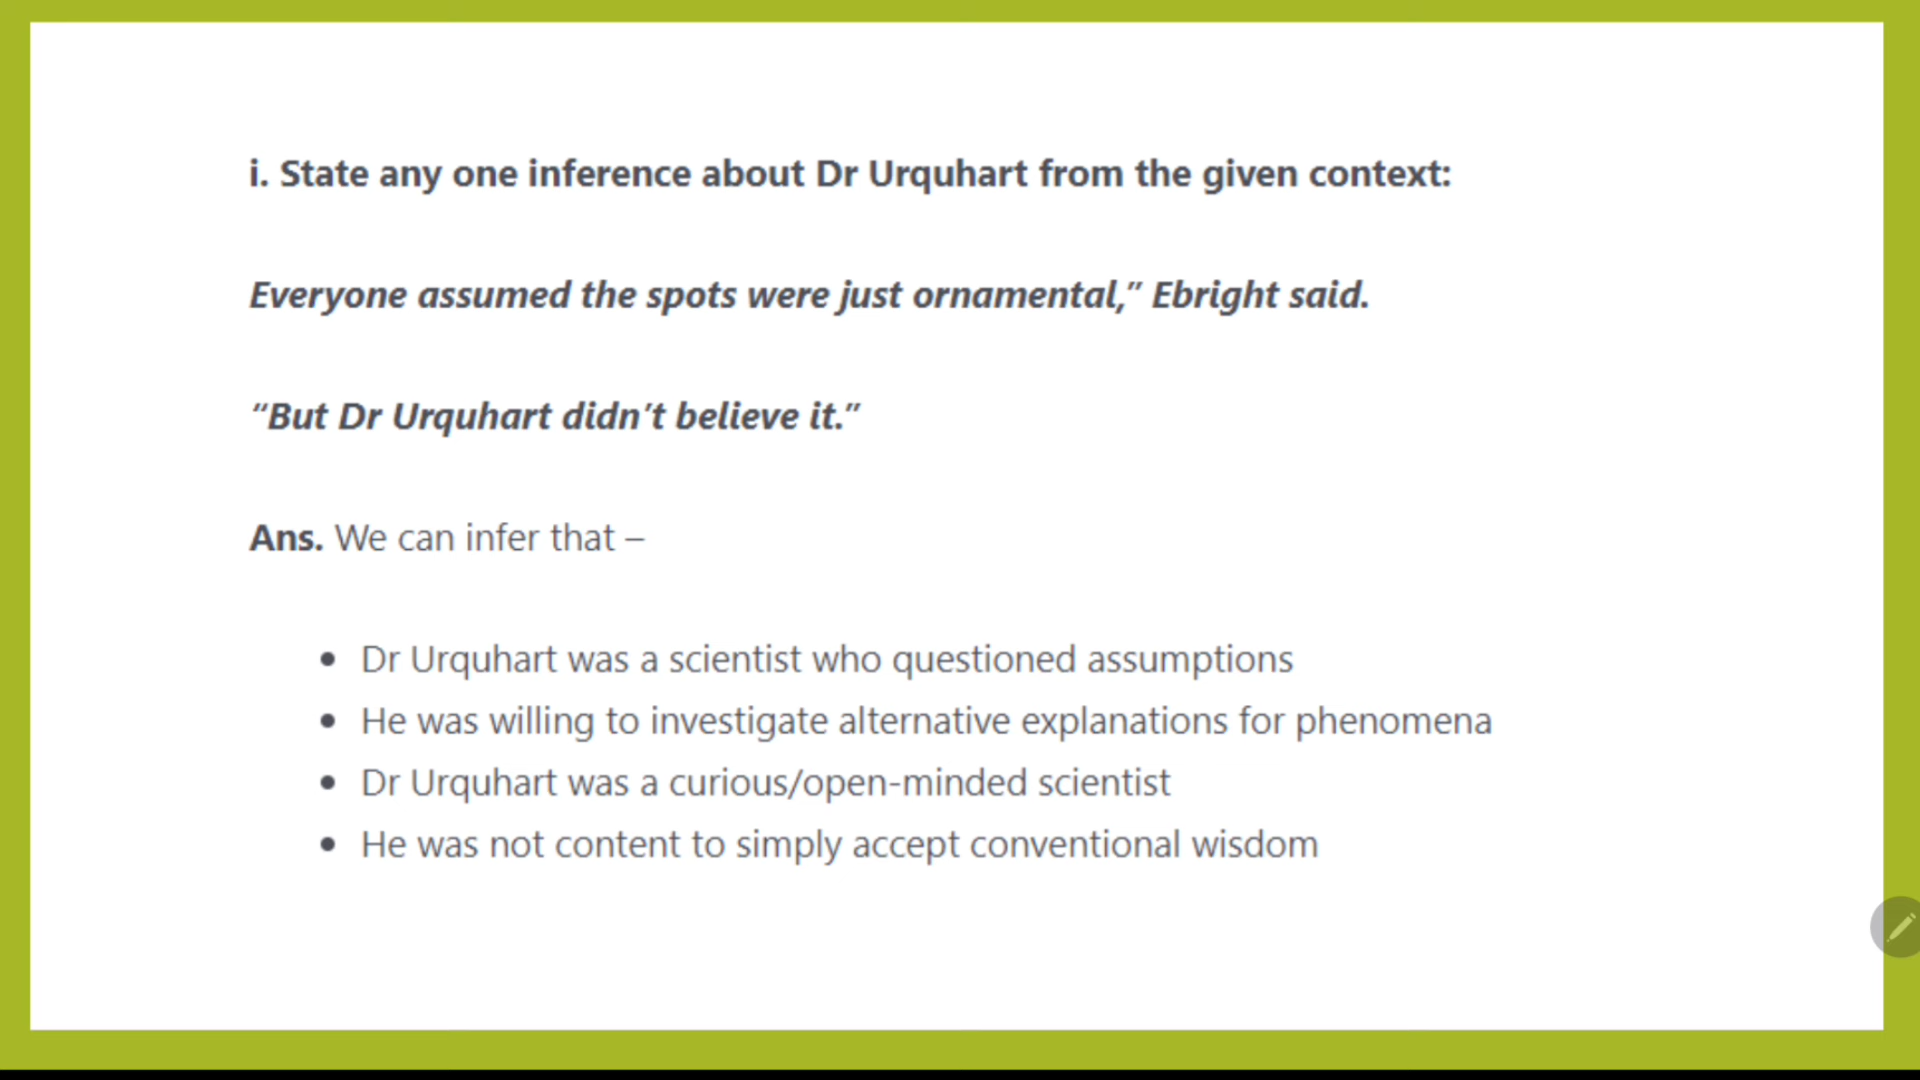 i. State any one inference about Dr Urquhart from the given context:
Everyone assumed the spots were just ornamental,” Ebright said.
“But Dr Urquhart didn’t believe it.”
Ans. We can infer that –
• Dr Urquhart was a scientist who questioned assumptions
• He was willing to investigate alternative explanations for phenomena
• Dr Urquhart was a curious/open-minded scientist
• He was not content to simply accept conventional wisdom